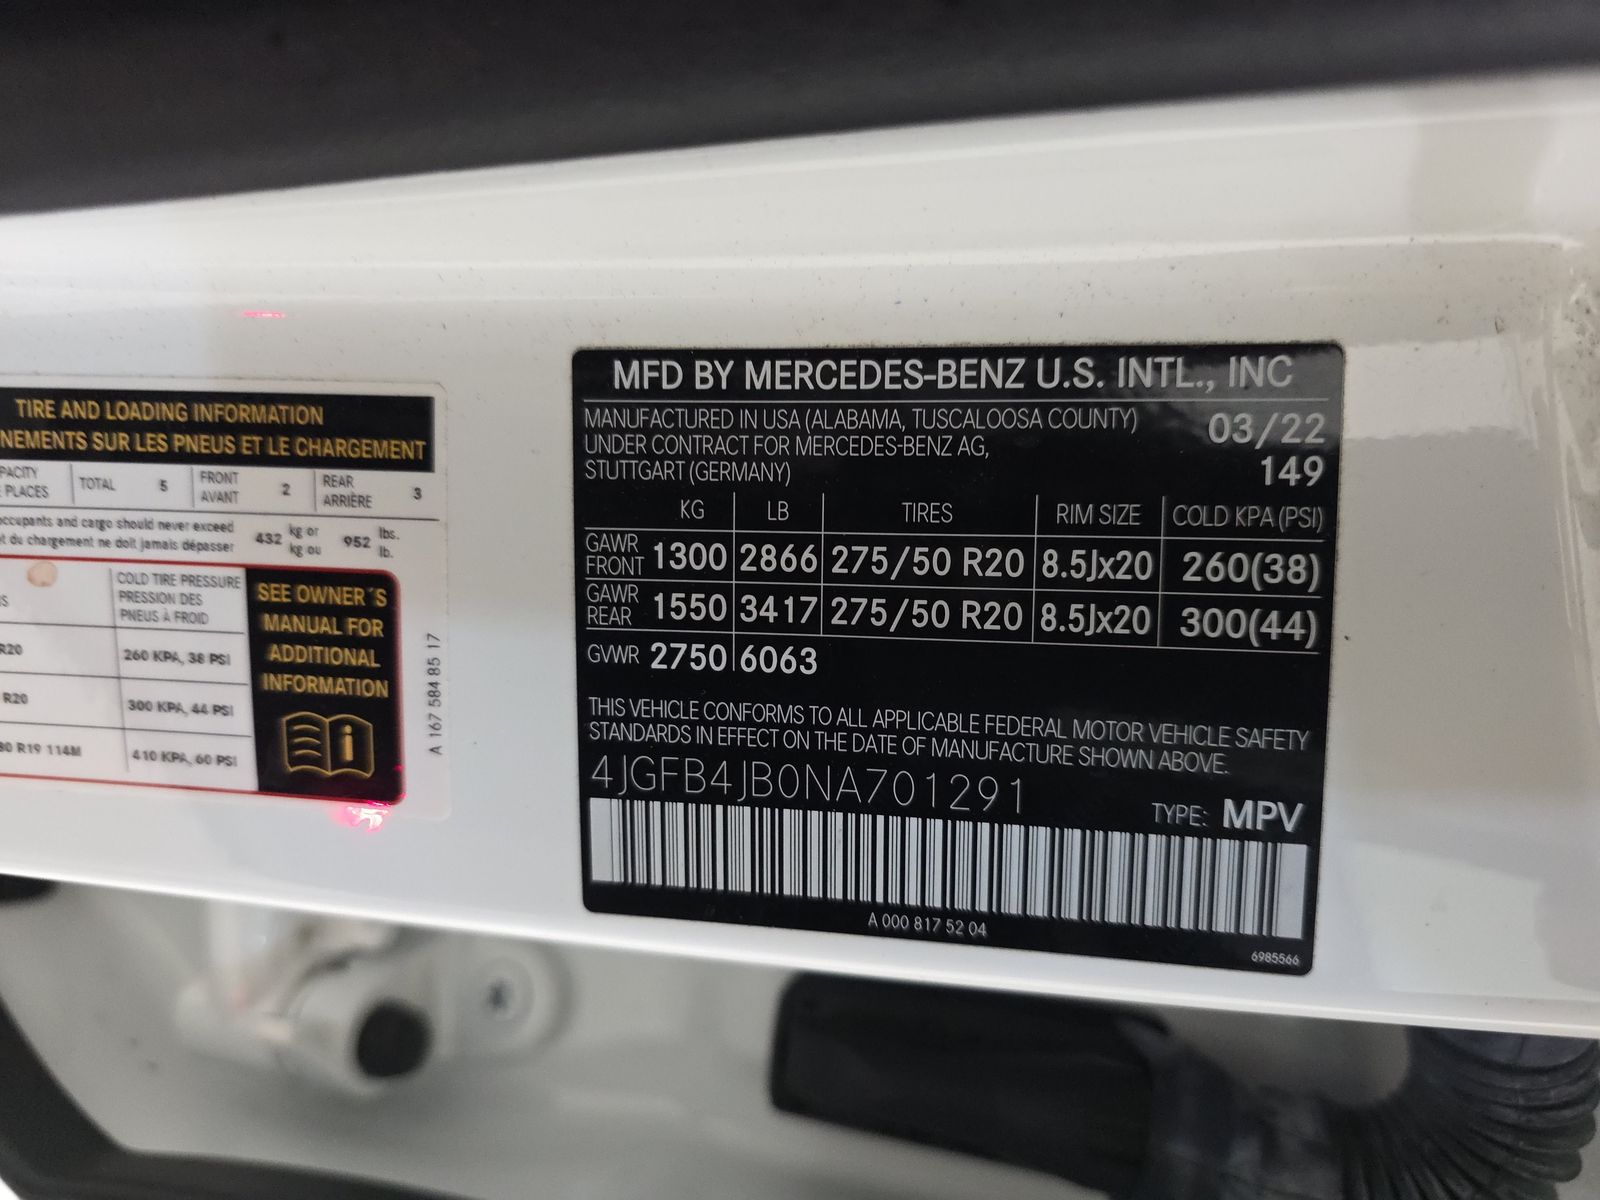 TIRE AND LOADING INFORMATION
NEMENTS SUR LES PNEUS ET LE CHARGEMENT
PACITY TOTAL 5 FRONT 2 REAR 3
PLACES AVANT ARRIÈRE
occupants and cargo should never exceed 432 kg or 952 lbs.
du chargement ne doit jamais dépasser kg ou lb.
COLD TIRE PRESSURE
PRESSION DES
PNEUS À FROID
R20 260 KPA, 38 PSI
R20 300 KPA, 44 PSI
80 R19 114M 410 KPA, 60 PSI
SEE OWNER´S
MANUAL FOR
ADDITIONAL
INFORMATION
i
A 167 584 85 17
MFD BY MERCEDES-BENZ U.S. INTL., INC
MANUFACTURED IN USA (ALABAMA, TUSCALOOSA COUNTY) 03/22
UNDER CONTRACT FOR MERCEDES-BENZ AG,
STUTTGART (GERMANY) 149
KG LB TIRES RIM SIZE COLD KPA (PSI)
GAWR FRONT 1300 2866 275/50 R20 8.5Jx20 260(38)
GAWR REAR 1550 3417 275/50 R20 8.5Jx20 300(44)
GVWR 2750 6063
THIS VEHICLE CONFORMS TO ALL APPLICABLE FEDERAL MOTOR VEHICLE SAFETY
STANDARDS IN EFFECT ON THE DATE OF MANUFACTURE SHOWN ABOVE.
4JGFB4JB0NA701291
TYPE: MPV
A 000 817 52 04
6985566